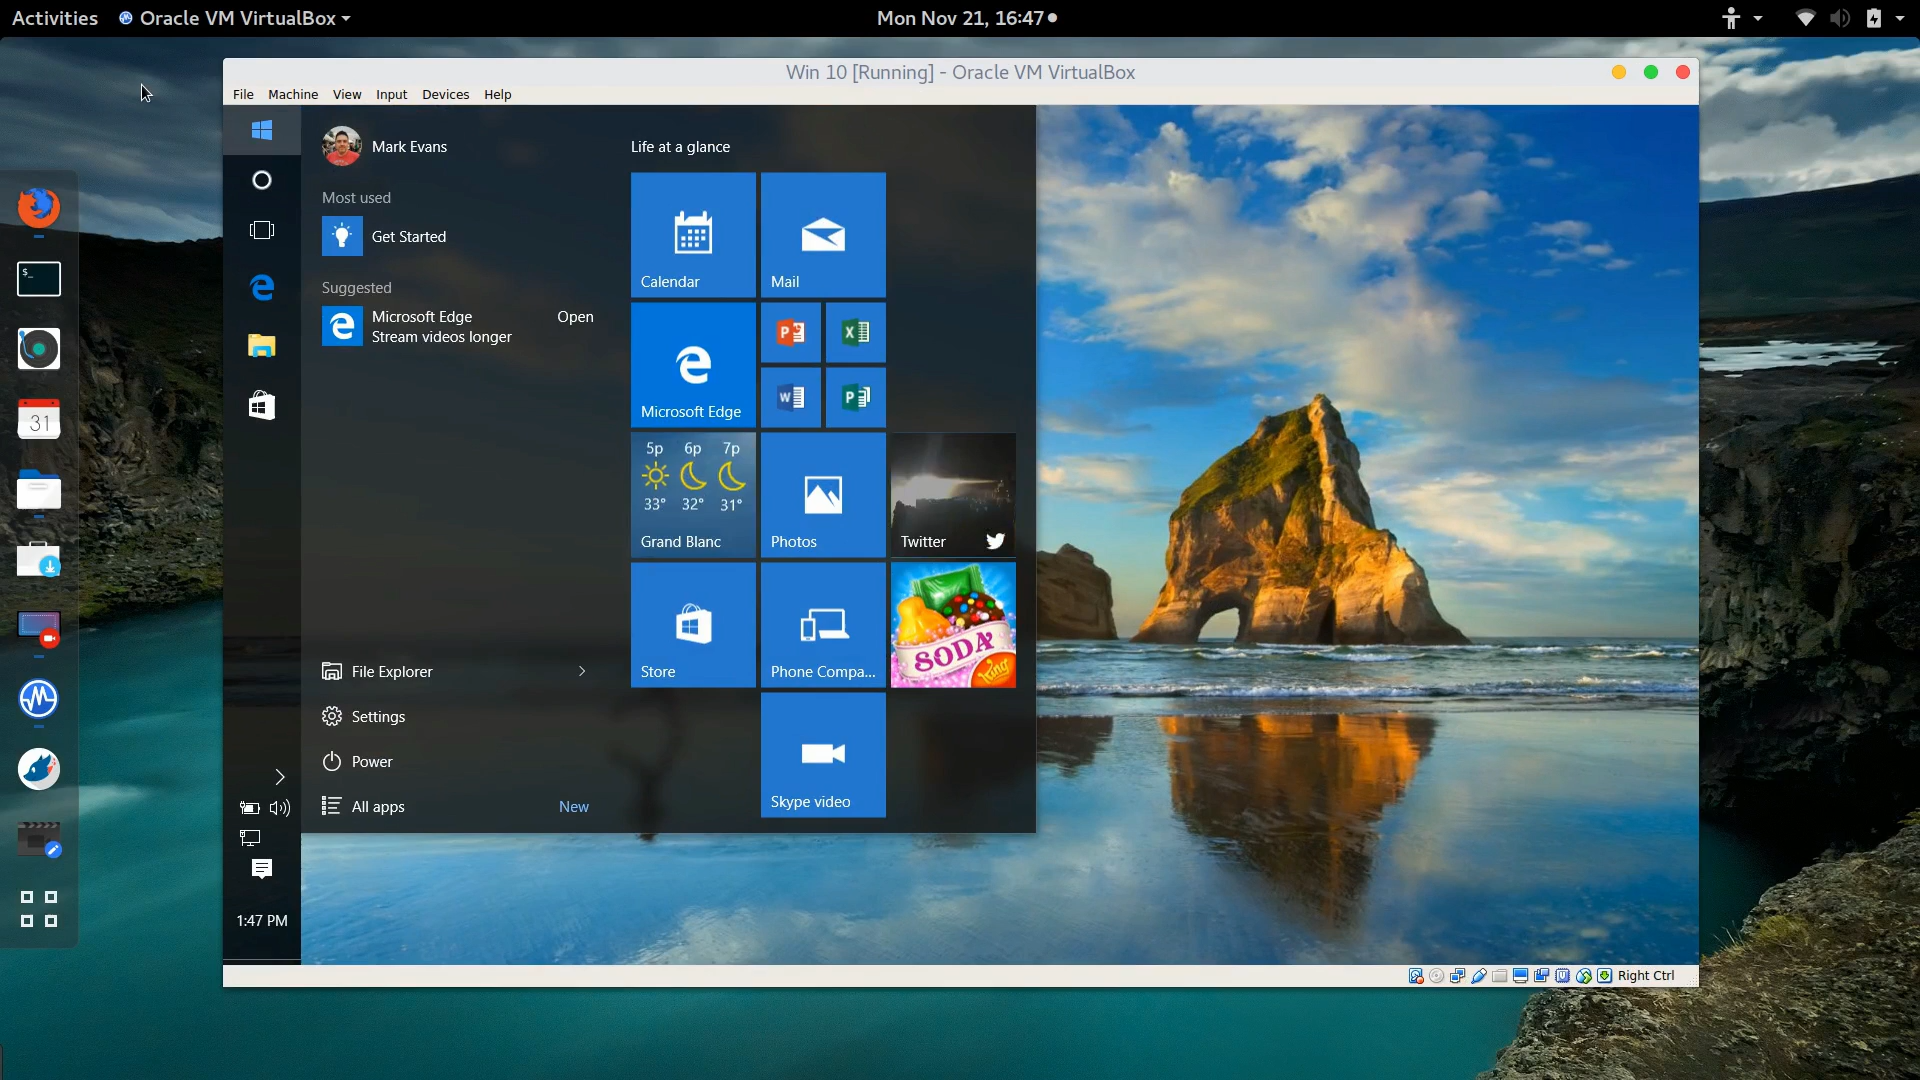 Activities
Oracle VM VirtualBox
Mon Nov 21, 16:47
Win 10 [Running] - Oracle VM VirtualBox
File Machine View Input Devices Help
Mark Evans
Most used
Get Started
Suggested
Microsoft Edge
Stream videos longer
Open
File Explorer
Settings
Power
All apps
New
Life at a glance
Calendar
Mail
Microsoft Edge
5p 6p 7p
33° 32° 31°
Grand Blanc
Photos
Twitter
Store
Phone Compa...
SODA
King
Skype video
1:47 PM
31
$_
Right Ctrl